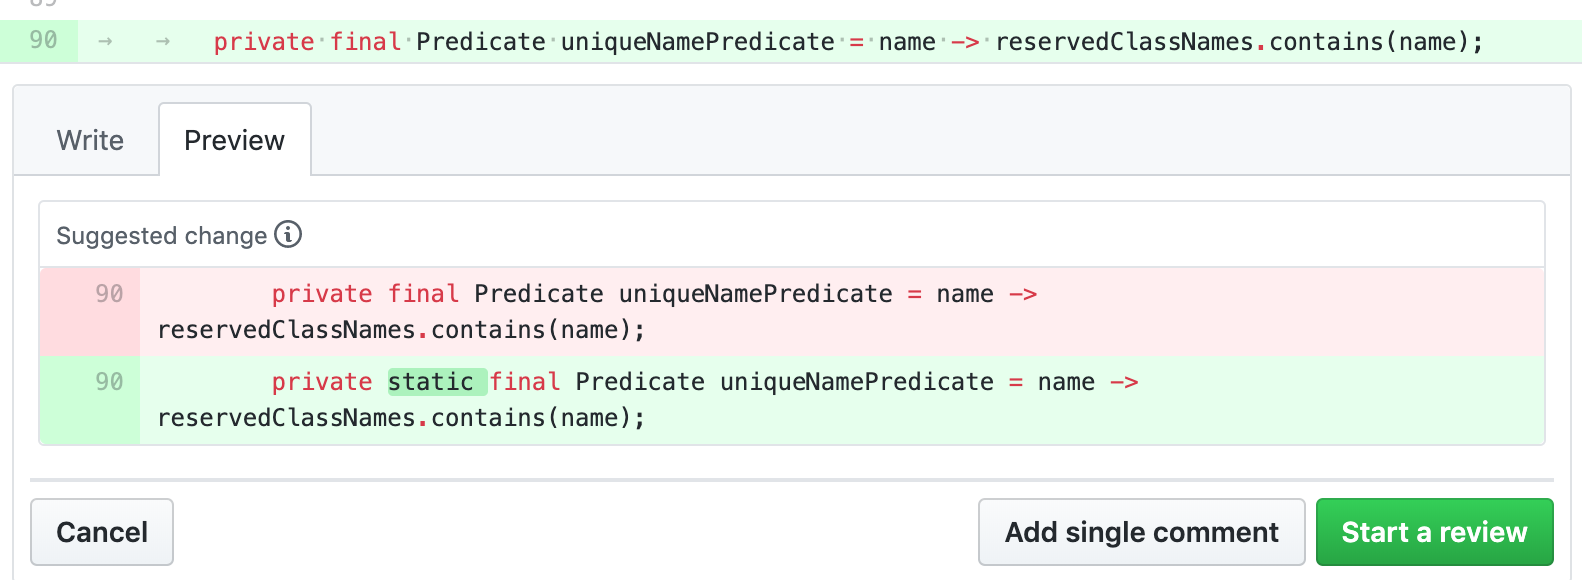 90 → → private·final·Predicate·uniqueNamePredicate·=·name·->·reservedClassNames.contains(name);
Write Preview
Suggested change
90 private final Predicate uniqueNamePredicate = name ->
reservedClassNames.contains(name);
90 private static final Predicate uniqueNamePredicate = name ->
reservedClassNames.contains(name);
Cancel Add single comment Start a review